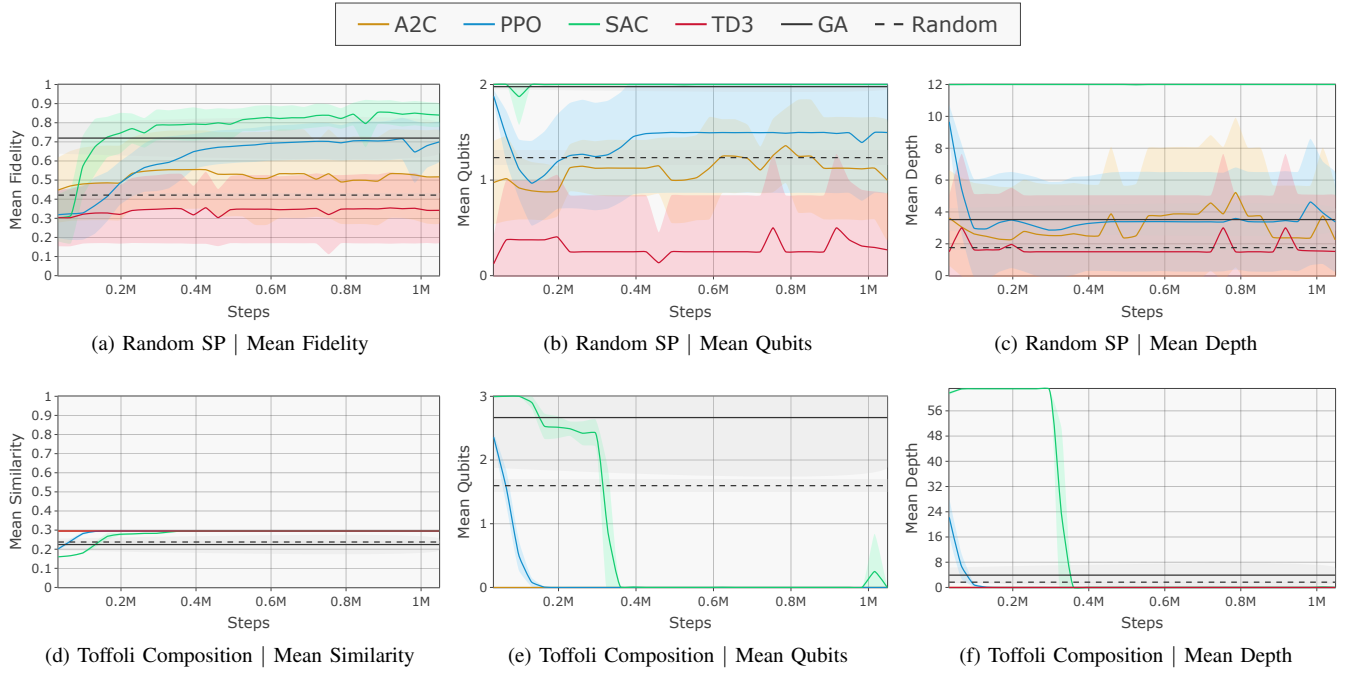 A2C PPO SAC TD3 GA Random
Mean Fidelity
1
0.9
0.8
0.7
0.6
0.5
0.4
0.3
0.2
0.1
0
0.2M 0.4M 0.6M 0.8M 1M
Steps
(a) Random SP | Mean Fidelity
Mean Qubits
2
1
0
0.2M 0.4M 0.6M 0.8M 1M
Steps
(b) Random SP | Mean Qubits
Mean Depth
12
10
8
6
4
2
0
0.2M 0.4M 0.6M 0.8M 1M
Steps
(c) Random SP | Mean Depth
Mean Similarity
1
0.9
0.8
0.7
0.6
0.5
0.4
0.3
0.2
0.1
0
0.2M 0.4M 0.6M 0.8M 1M
Steps
(d) Toffoli Composition | Mean Similarity
Mean Qubits
3
2
1
0
0.2M 0.4M 0.6M 0.8M 1M
Steps
(e) Toffoli Composition | Mean Qubits
Mean Depth
56
48
40
32
24
16
8
0
0.2M 0.4M 0.6M 0.8M 1M
Steps
(f) Toffoli Composition | Mean Depth